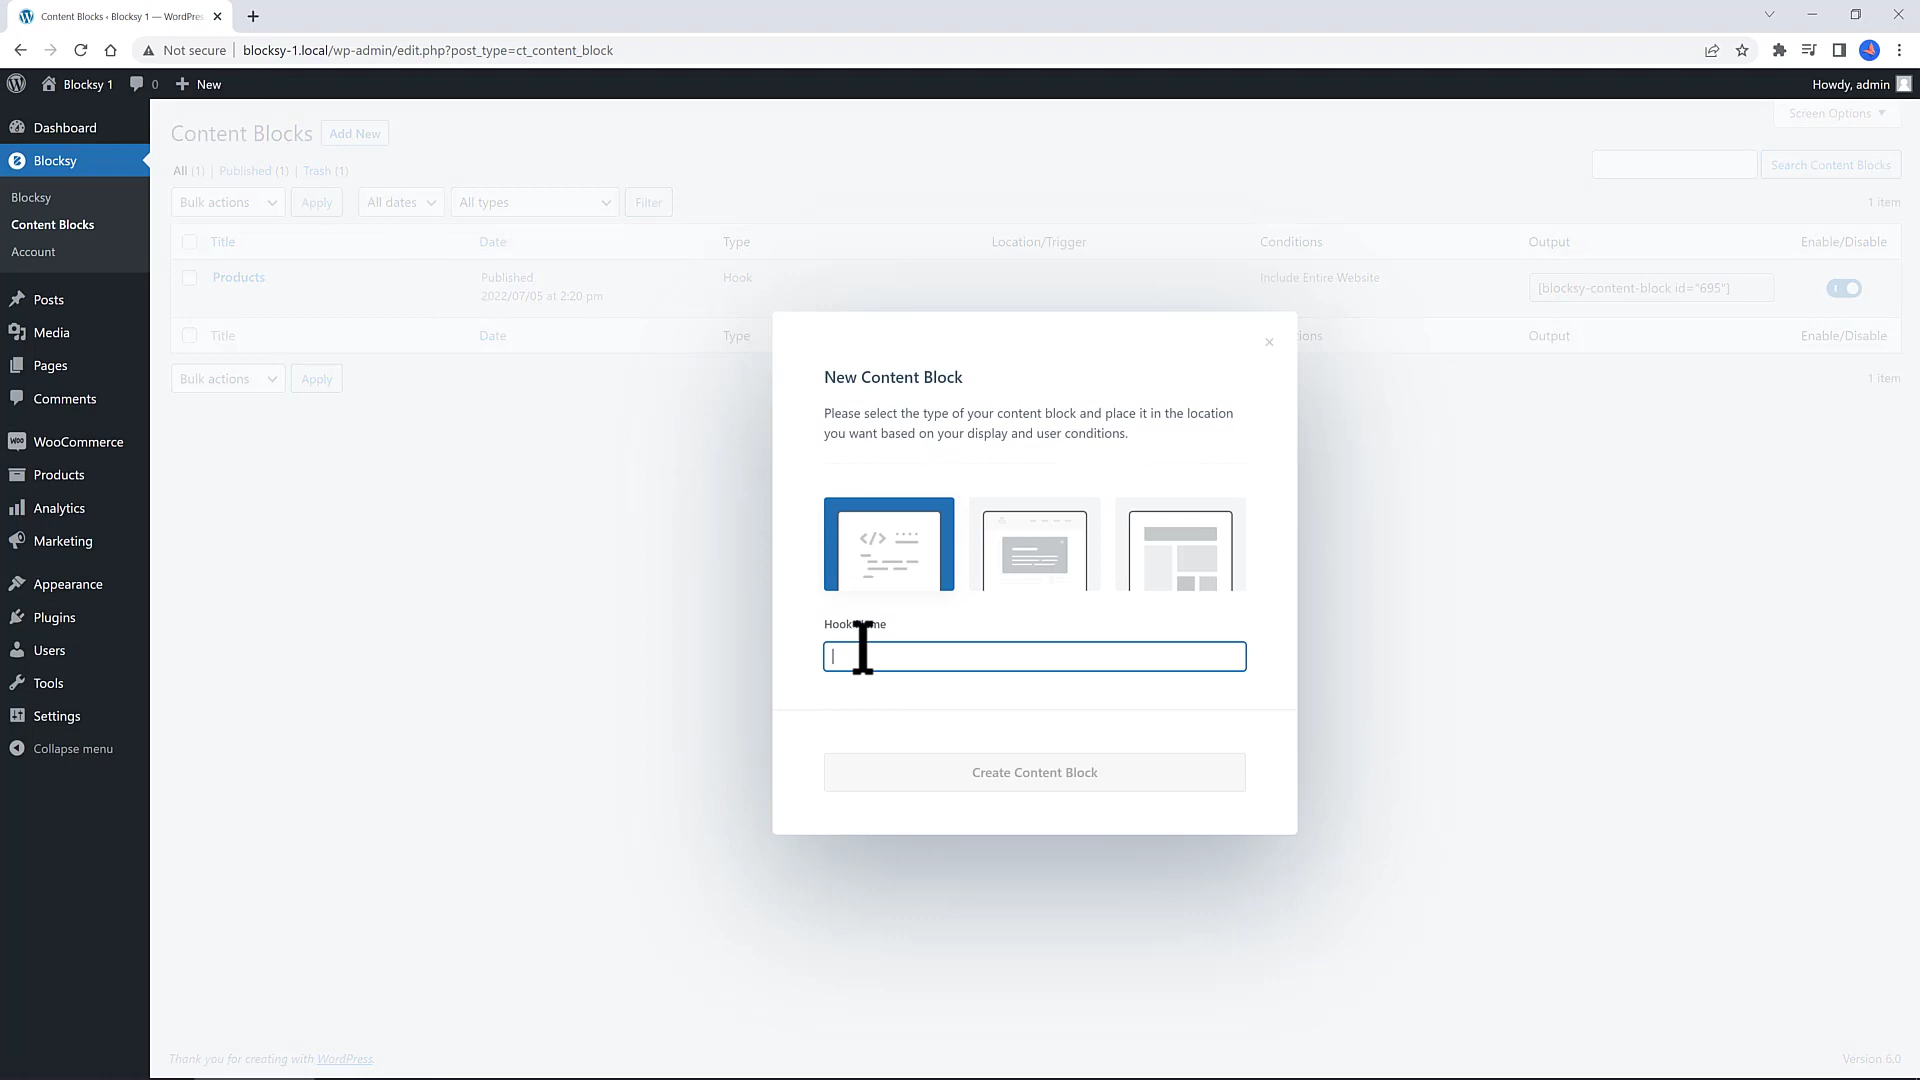 Content Blocks ‹ Blocksy 1 — WordPres
Not secure
blocksy-1.local/wp-admin/edit.php?post_type=ct_content_block
Blocksy 1
0
New
Howdy, admin
Dashboard
Blocksy
Blocksy
Content Blocks
Account
Posts
Media
Pages
Comments
WooCommerce
Products
Analytics
Marketing
Appearance
Plugins
Users
Tools
Settings
Collapse menu
Screen Options
Content Blocks
Add New
All (1) | Published (1) | Trash (1)
Search Content Blocks
Bulk actions
Apply
All dates
All types
Filter
1 item
Title
Date
Type
Location/Trigger
Conditions
Output
Enable/Disable
Products
Published
2022/07/05 at 2:20 pm
Hook
Include Entire Website
[blocksy-content-block id="695"]
Title
Date
Type
Output
Enable/Disable
Bulk actions
Apply
1 item
New Content Block
Please select the type of your content block and place it in the location
you want based on your display and user conditions.
Hook
Create Content Block
Thank you for creating with WordPress.
Version 6.0